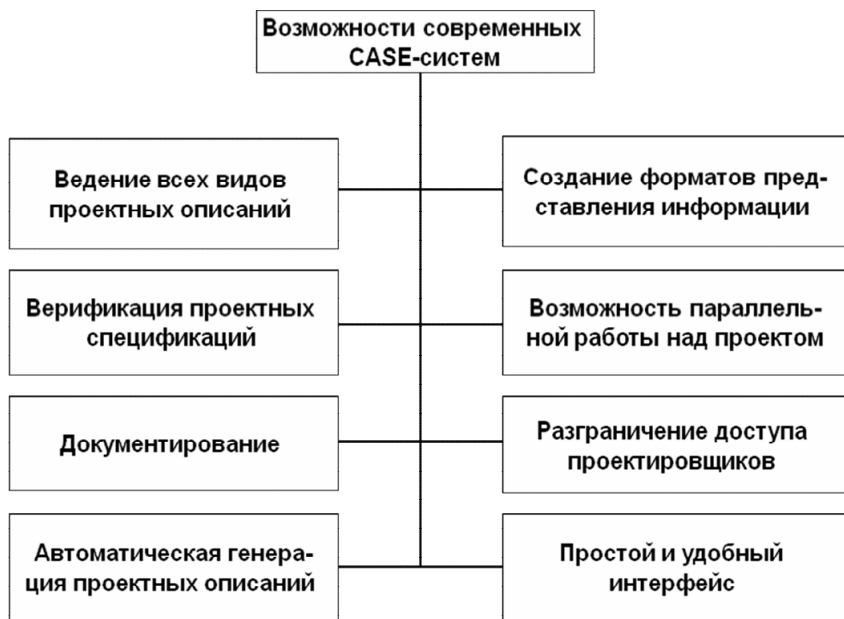 Возможности современных
CASE-систем
Ведение всех видов
проектных описаний
Создание форматов пред-
ставления информации
Верификация проектных
спецификаций
Возможность параллель-
ной работы над проектом
Документирование
Разграничение доступа
проектировщиков
Автоматическая генера-
ция проектных описаний
Простой и удобный
интерфейс